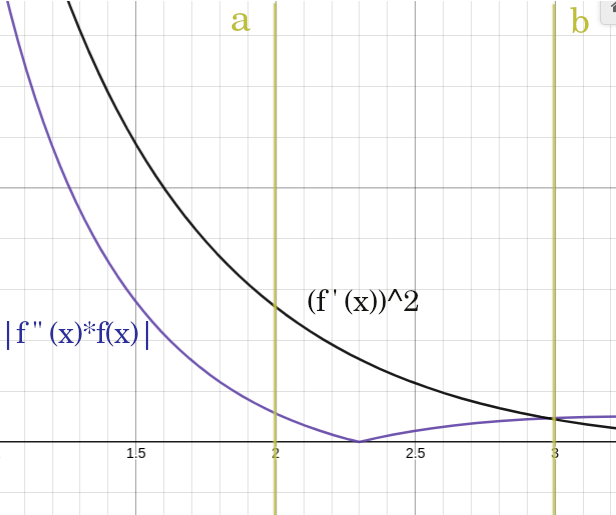 a
b
(f ' (x))^2
|f " (x)*f(x)|
1.5
2
2.5
3